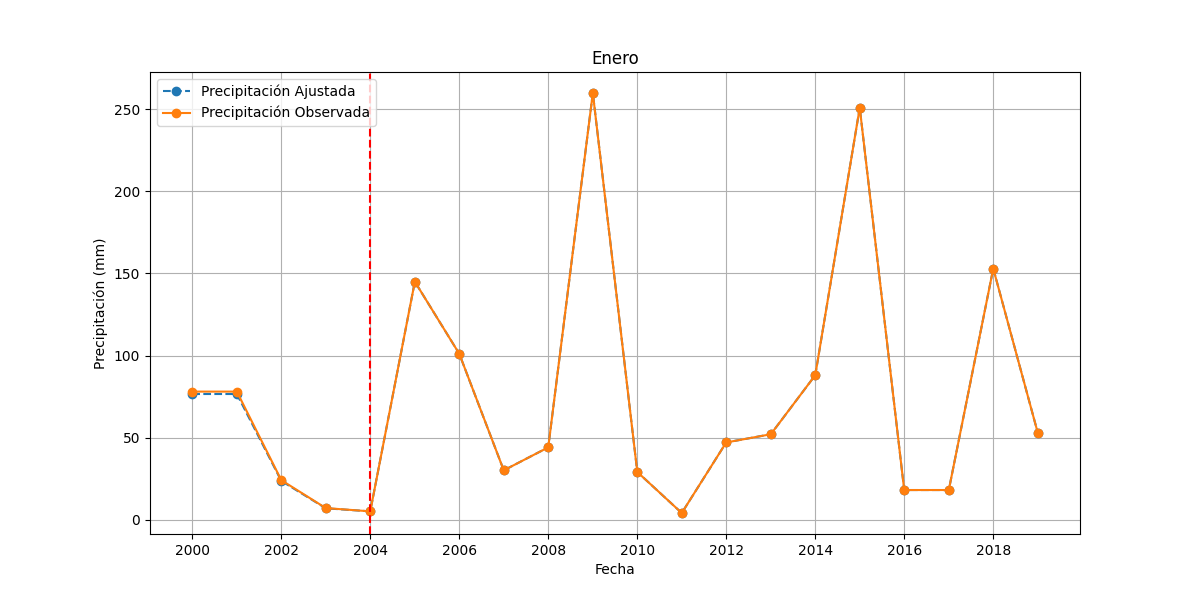 Enero
Precipitación Ajustada
Precipitación Observada
Precipitación (mm)
250
200
150
100
50
0
2000 2002 2004 2006 2008 2010 2012 2014 2016 2018
Fecha